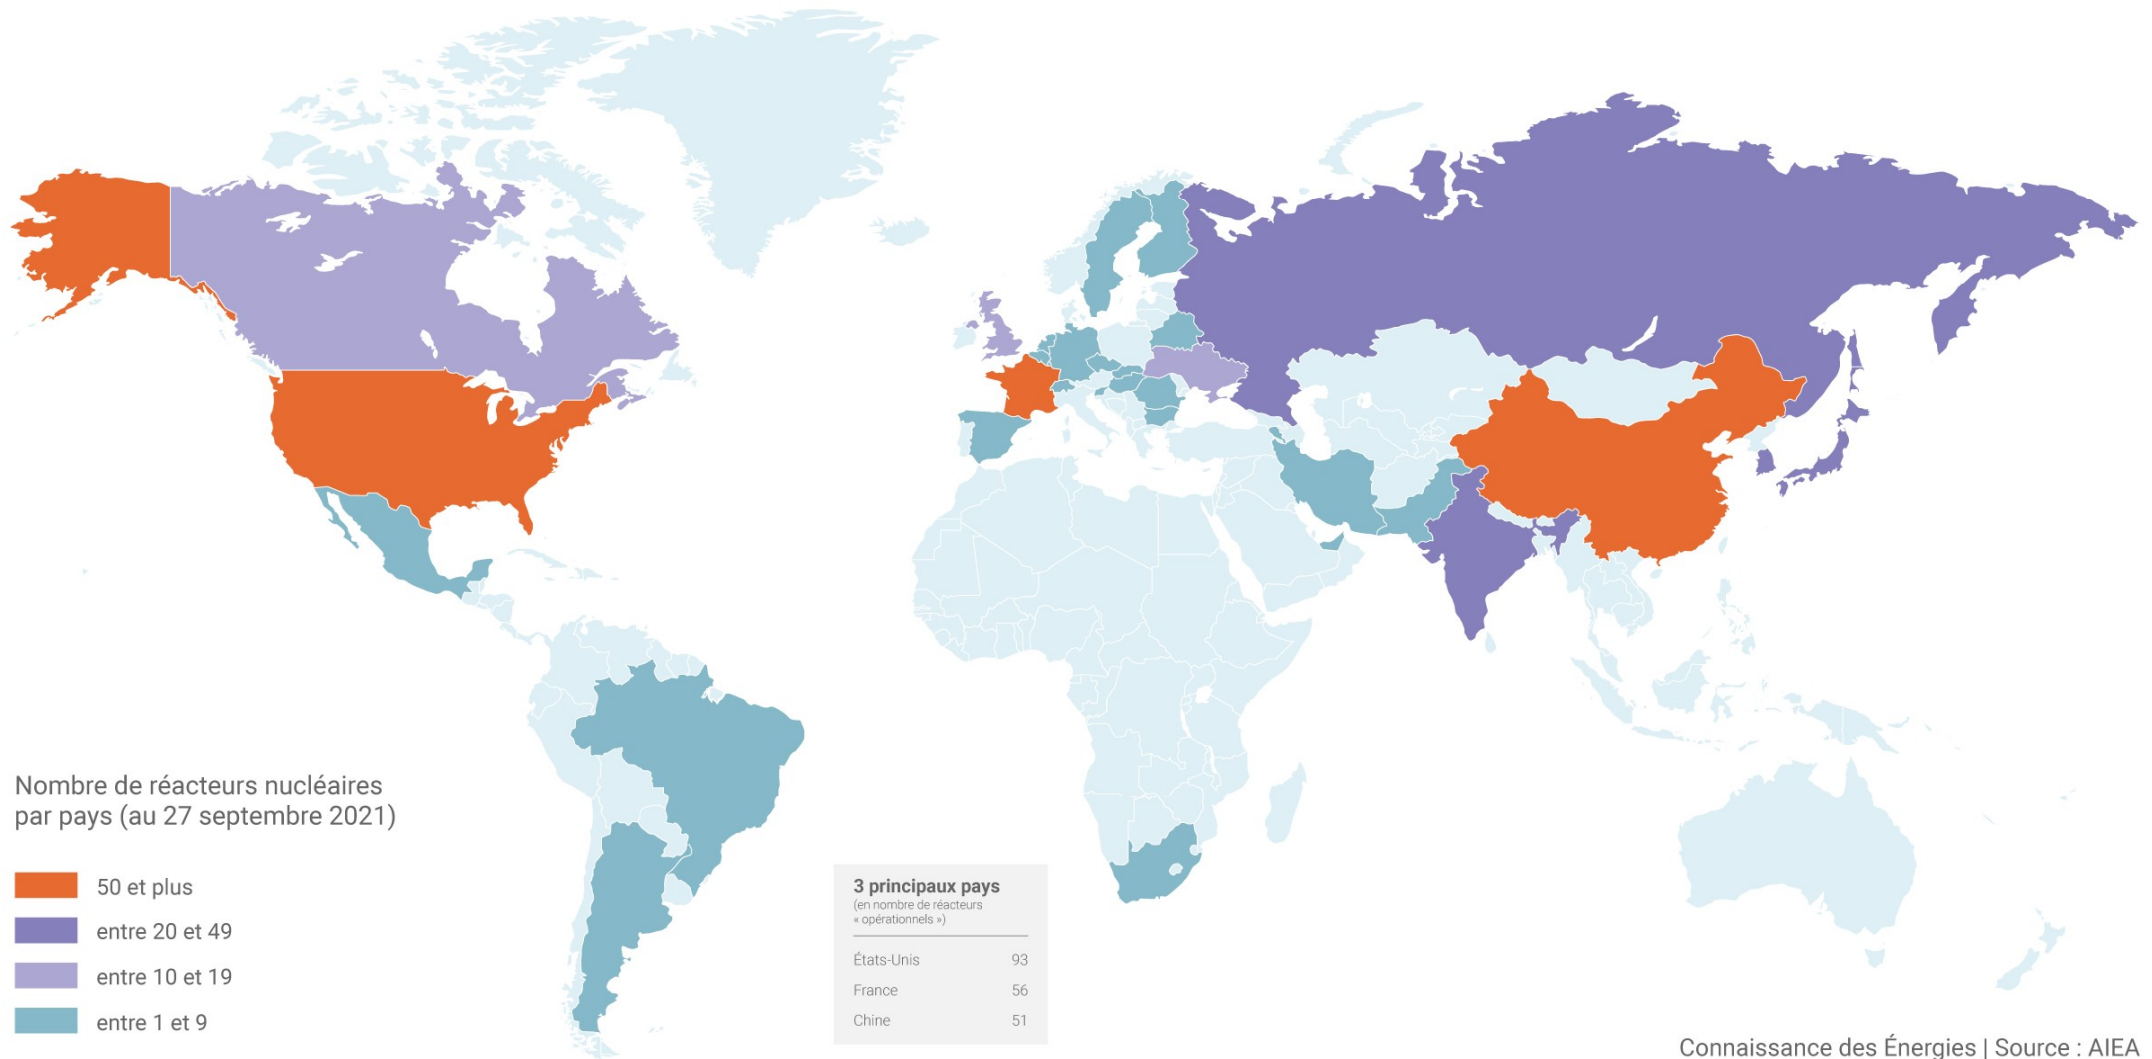 Nombre de réacteurs nucléaires
par pays (au 27 septembre 2021)
50 et plus
entre 20 et 49
entre 10 et 19
entre 1 et 9
3 principaux pays
(en nombre de réacteurs
« opérationnels »)
États-Unis 93
France 56
Chine 51
Connaissance des Énergies | Source : AIEA